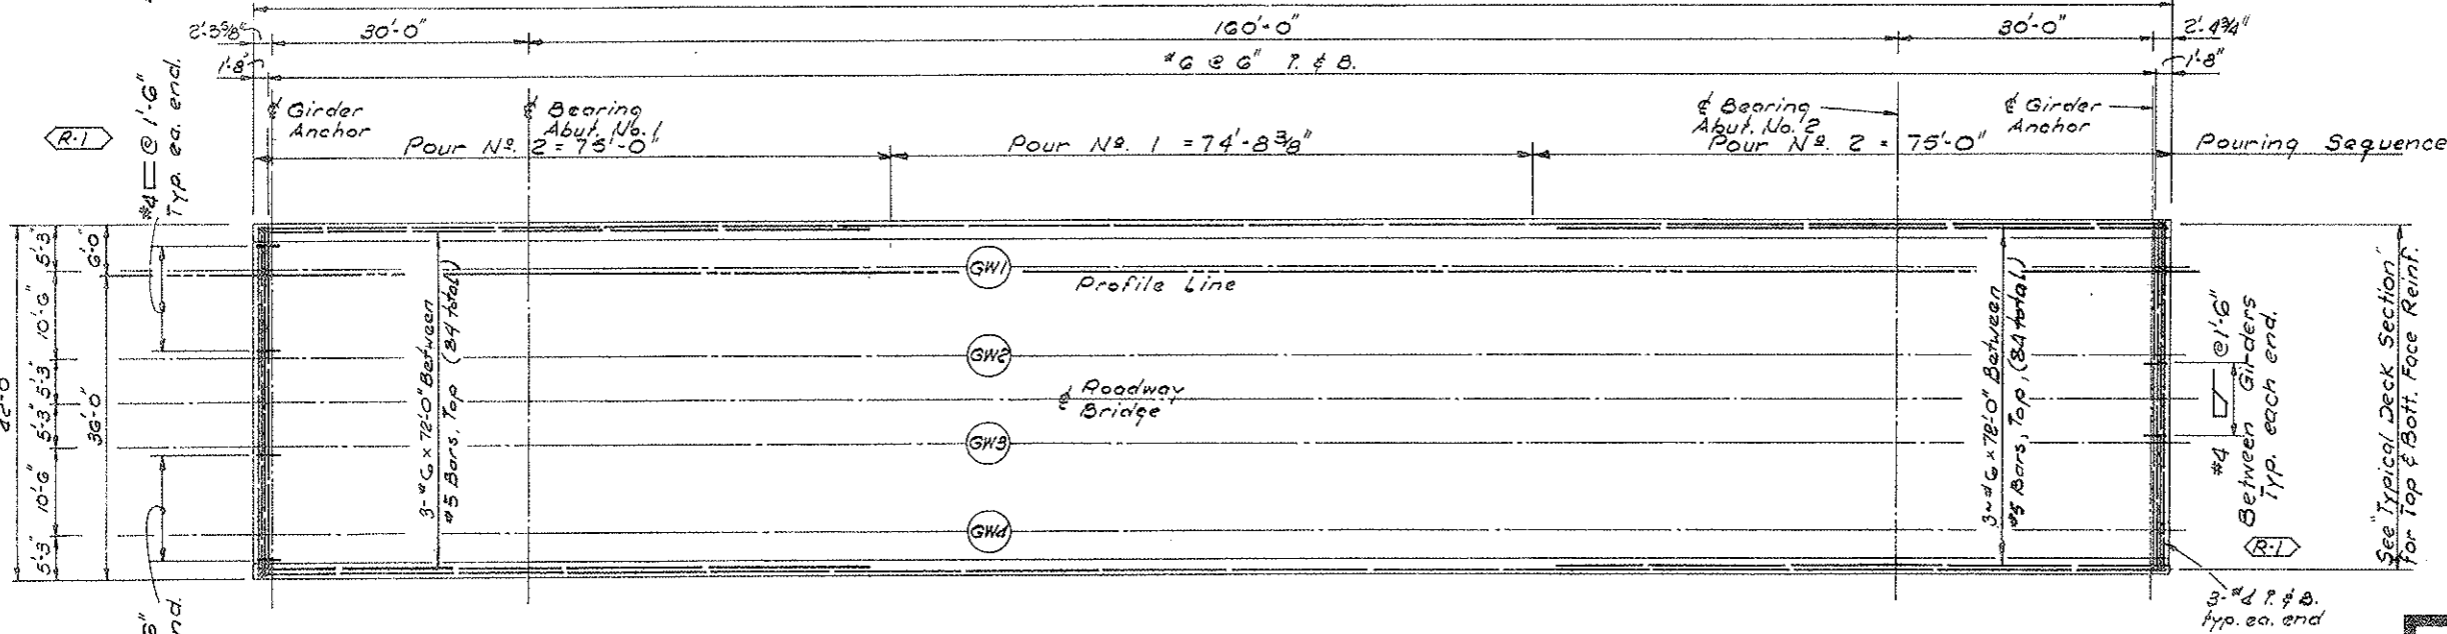 2'-3⅝"
30'-0"
160'-0"
30'-0"
2'-4¾"
1'-8"
#6 @ 6" T. & B.
1'-8"
#4 @ 1'-6"
Typ. ea. end.
R-1
℄ Girder
Anchor
℄ Bearing
Abut. No. 1
℄ Bearing
Abut. No. 2
℄ Girder
Anchor
Pour Nº. 2 = 75'-0"
Pour Nº. 1 = 74'-8⅜"
Pour Nº. 2 = 75'-0"
Pouring Sequence
5'-3"
10'-6"
5'-3"
5'-3"
10'-6"
5'-3"
6'-0"
36'-0"
3-#6 x 72'-0" Between
#5 Bars, Top (84 total)
GW1
Profile Line
GW2
℄ Roadway
Bridge
GW3
GW4
3-#6 x 72'-0" Between
#5 Bars, Top, (84 total)
#4 @ 1'-6"
Between Girders
Typ. each end.
R-1
See "Typical Deck Section"
for Top & Bott. Face Reinf.
3-#4 T. & B.
typ. ea. end